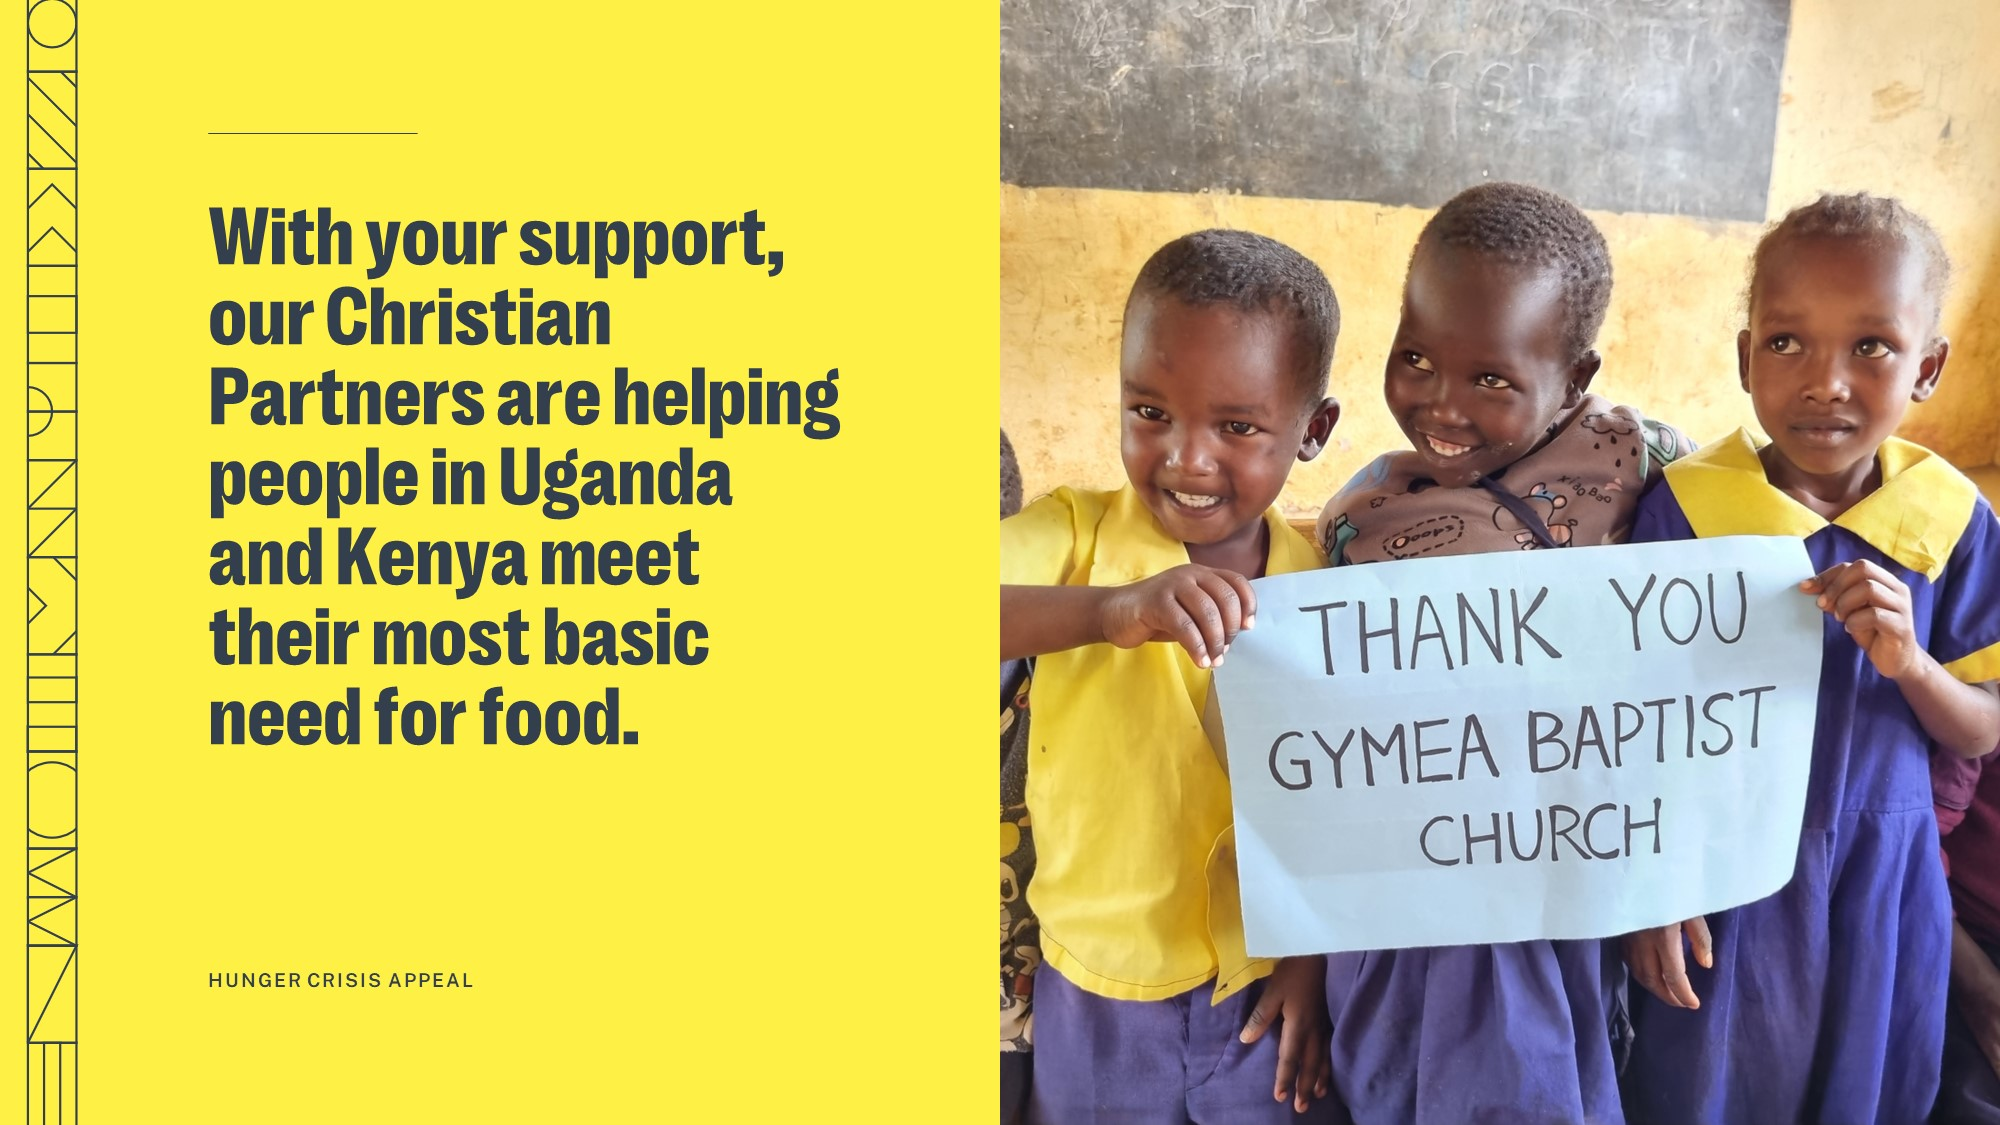 With your support,
our Christian
Partners are helping
people in Uganda
and Kenya meet
their most basic
need for food.
HUNGER CRISIS APPEAL
THANK YOU
GYMEA BAPTIST
CHURCH